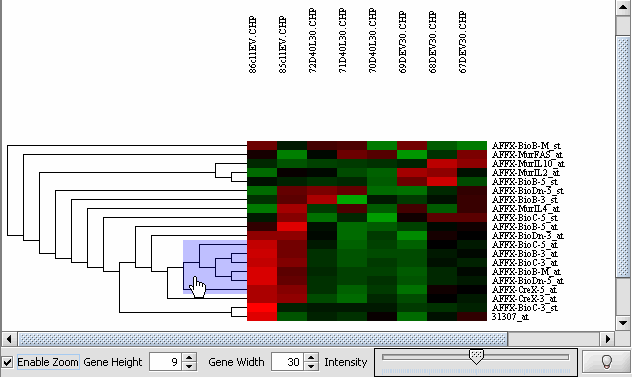 86c11EV.CHP
85c11EV.CHP
72D40L30.CHP
71D40L30.CHP
70D40L30.CHP
69DEV30.CHP
68DEV30.CHP
67DEV30.CHP
AFFX-BioB-M_st
AFFX-MurFAS_at
AFFX-MurIL10_at
AFFX-MurIL2_at
AFFX-BioB-5_st
AFFX-BioDn-3_st
AFFX-BioB-3_st
AFFX-MurIL4_at
AFFX-BioC-5_st
AFFX-BioB-5_at
AFFX-BioDn-3_at
AFFX-BioC-5_at
AFFX-BioB-3_at
AFFX-BioC-3_at
AFFX-BioB-M_at
AFFX-BioDn-5_at
AFFX-CreX-5_at
AFFX-CreX-3_at
AFFX-BioC-3_st
31307_at
Enable Zoom Gene Height 9 Gene Width 30 Intensity